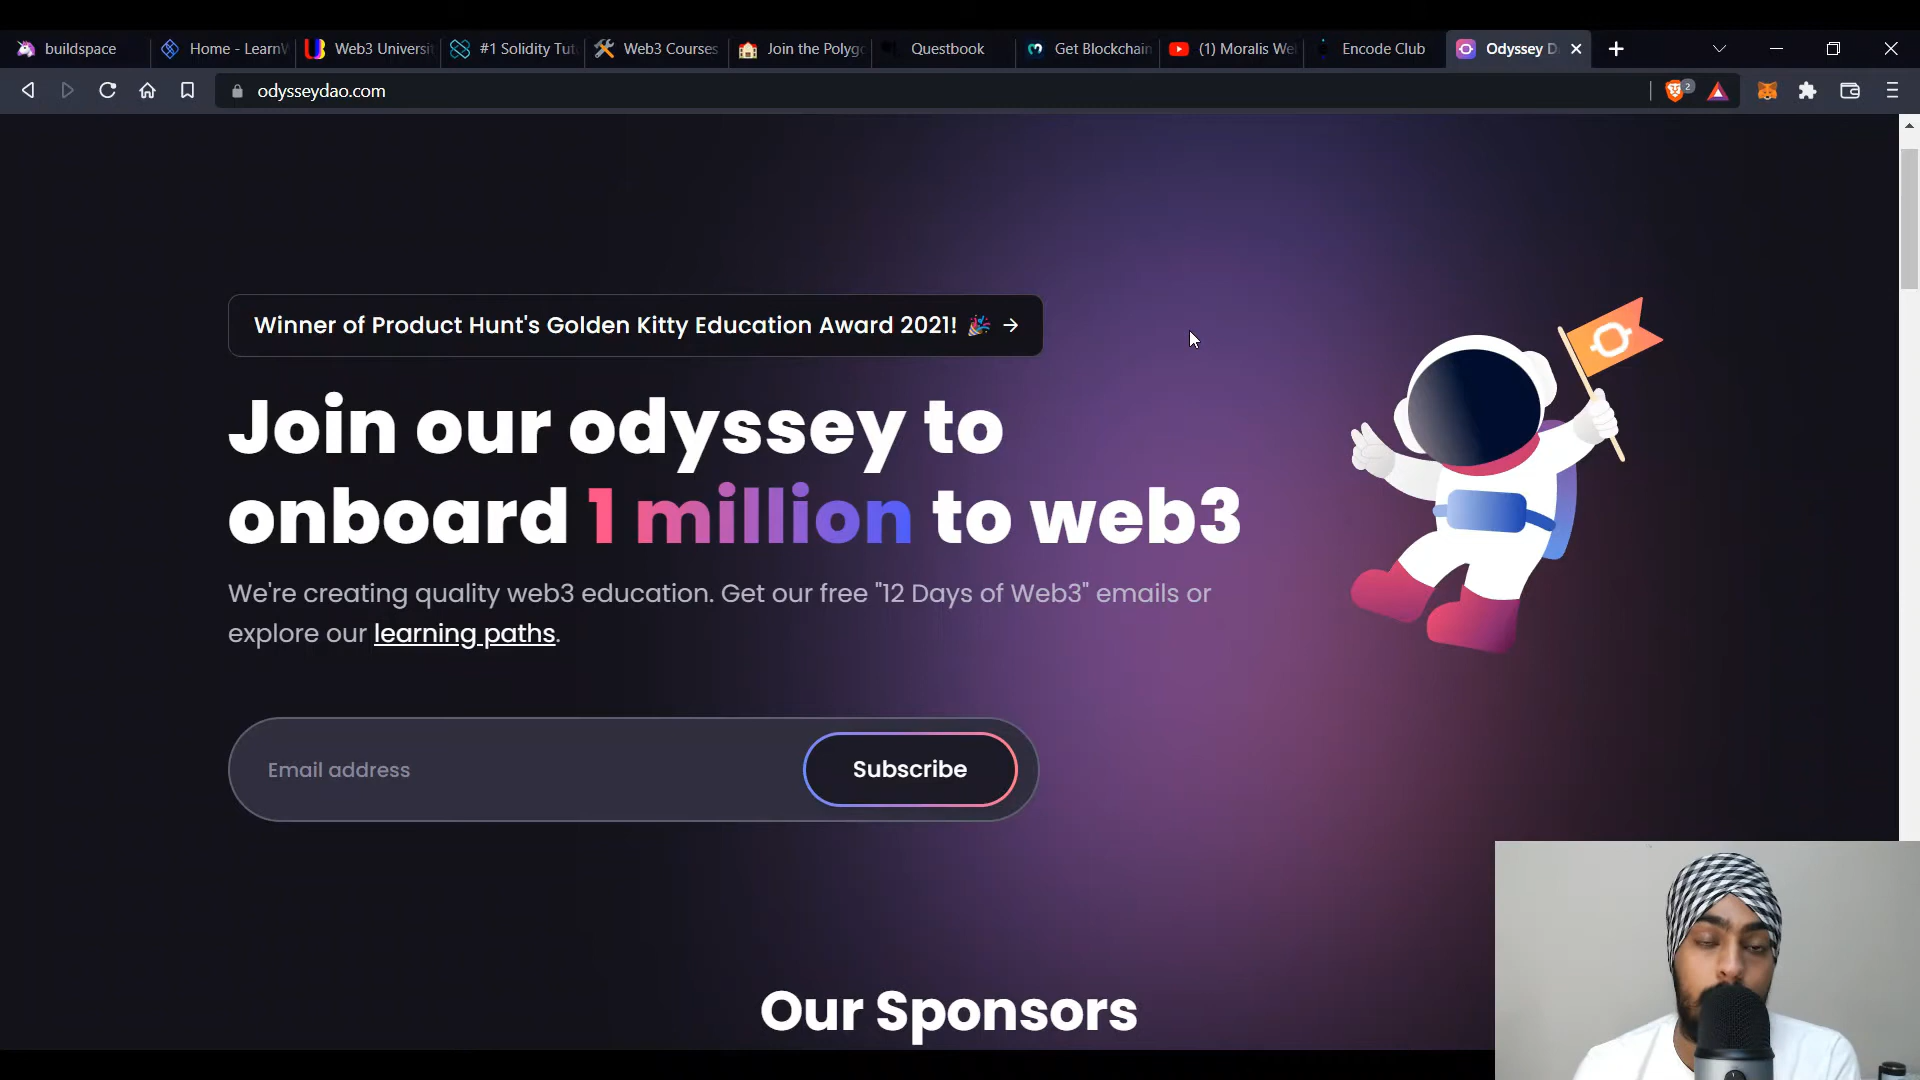 buildspace
Home - LearnW
Web3 Universi
#1 Solidity Tut
Web3 Courses
Join the Polyg
Questbook
Get Blockchain
(1) Moralis We
Encode Club
Odyssey D
odysseydao.com
2
Winner of Product Hunt's Golden Kitty Education Award 2021! 🎉 →
Join our odyssey to
onboard 1 million to web3
We're creating quality web3 education. Get our free "12 Days of Web3" emails or
explore our learning paths.
Email address
Subscribe
Our Sponsors